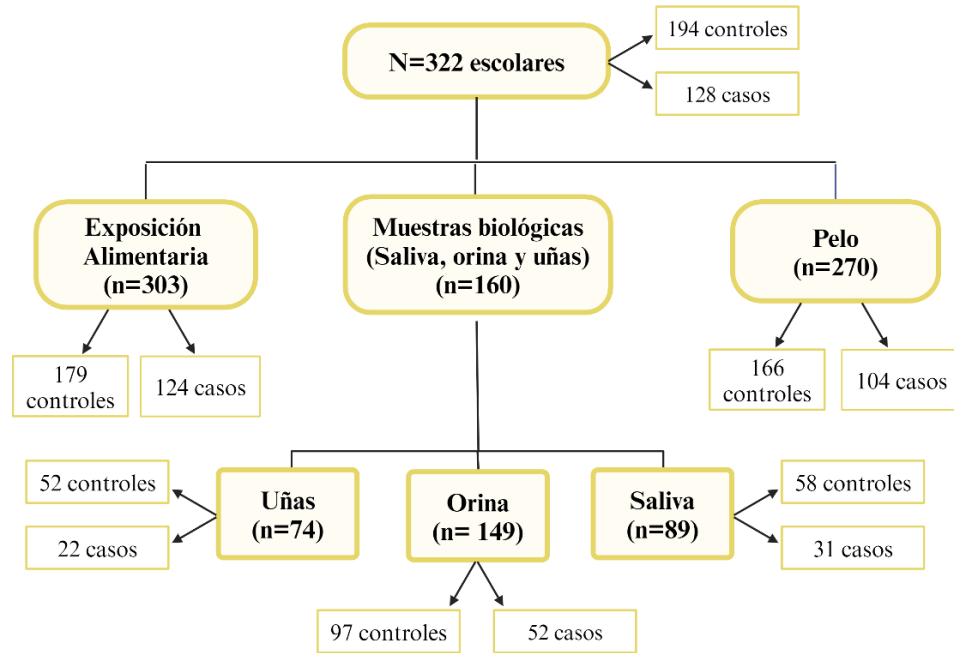 194 controles
N=322 escolares
128 casos
Exposición
Alimentaria
(n=303)
Muestras biológicas
(Saliva, orina y uñas)
(n=160)
Pelo
(n=270)
179
controles
124 casos
166
controles
104 casos
52 controles
22 casos
Uñas
(n=74)
Orina
(n= 149)
Saliva
(n=89)
58 controles
31 casos
97 controles
52 casos